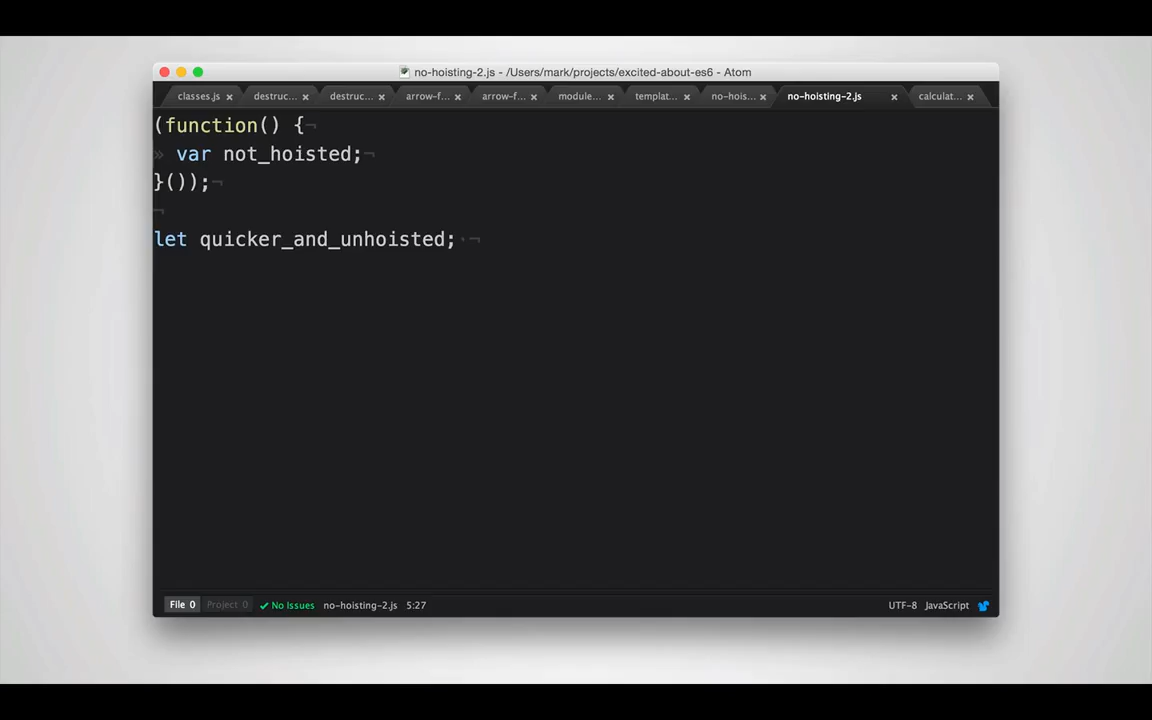 no-hoisting-2.js - /Users/mark/projects/excited-about-es6 - Atom
classes.js destruc... destruc... arrow-f... arrow-f... module... templat... no-hois... no-hoisting-2.js calculat...
(function() {¬
» var not_hoisted;¬
}());¬
¬
let quicker_and_unhoisted;·¬
File 0 Project 0 No Issues no-hoisting-2.js 5:27 UTF-8 JavaScript